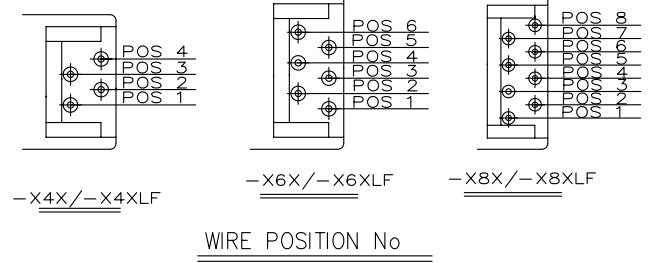 POS 4
POS 3
POS 2
POS 1
-X4X/-X4XLF
POS 6
POS 5
POS 4
POS 3
POS 2
POS 1
-X6X/-X6XLF
POS 8
POS 7
POS 6
POS 5
POS 4
POS 3
POS 2
POS 1
-X8X/-X8XLF
WIRE POSITION No